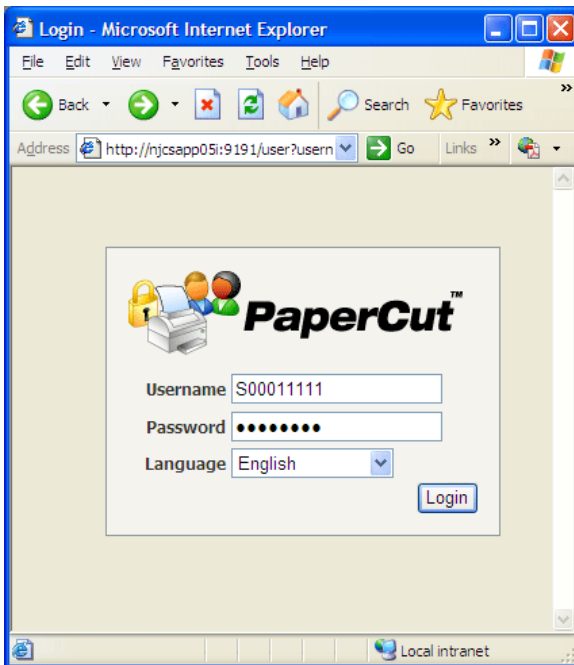 Login - Microsoft Internet Explorer
File Edit View Favorites Tools Help
Back Search Favorites »
Address http://njcsapp05i:9191/user?usern Go Links »
PaperCut™
Username S00011111
Password ●●●●●●●●
Language English
Login
Local intranet